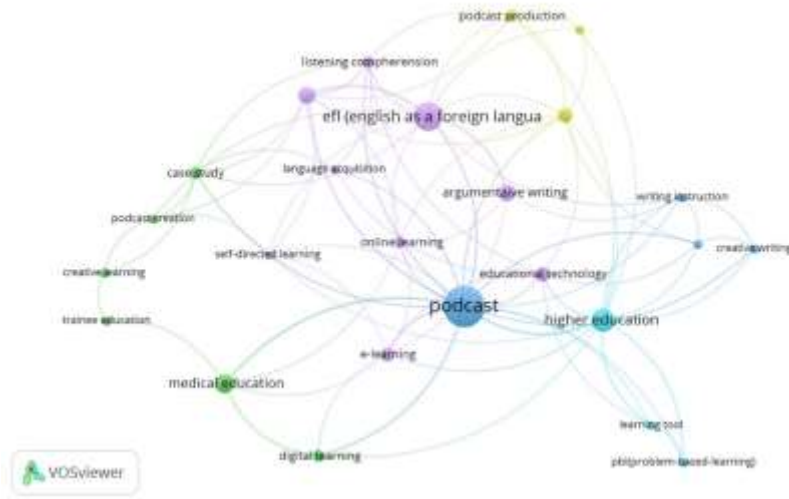 podcast production
listening compherension
efl (english as a foreign langua
case study
language acquisition
argumentative writing
writing instruction
podcast creation
self-directed learning
online learning
creative writing
creative learning
educational technology
podcast
trainee education
higher education
e-learning
medical education
learning tool
digital learning
pbl(problem-based-learning)
VOSviewer